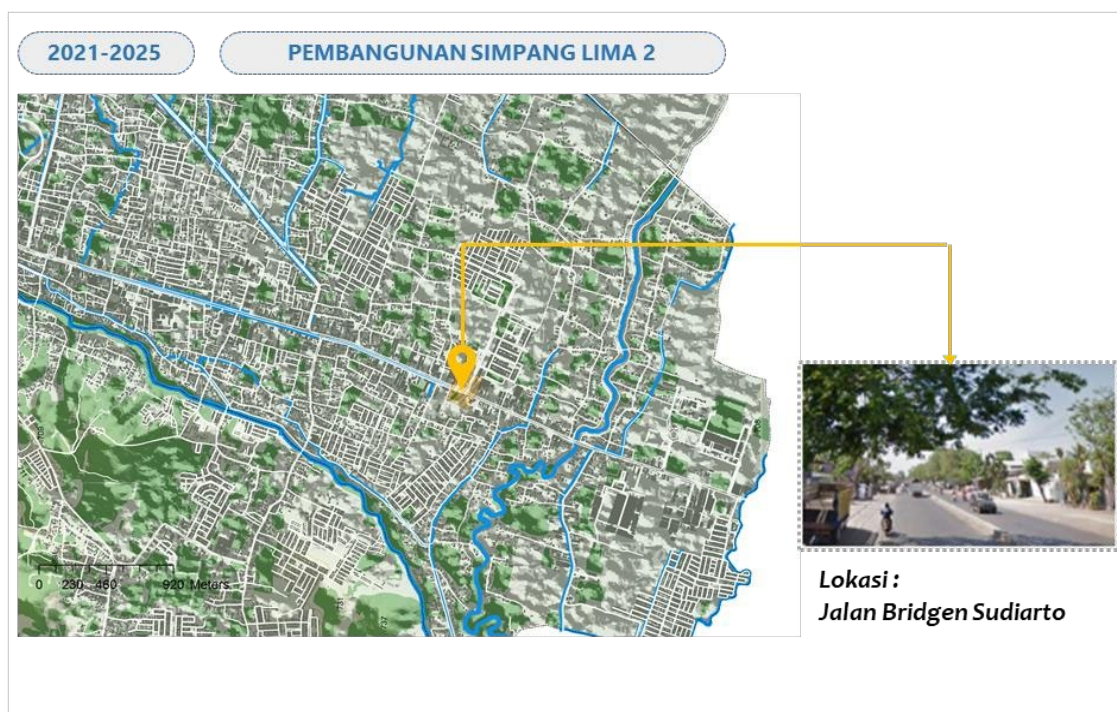 2021-2025
PEMBANGUNAN SIMPANG LIMA 2
0 230 460 920 Meters
Lokasi :
Jalan Bridgen Sudiarto